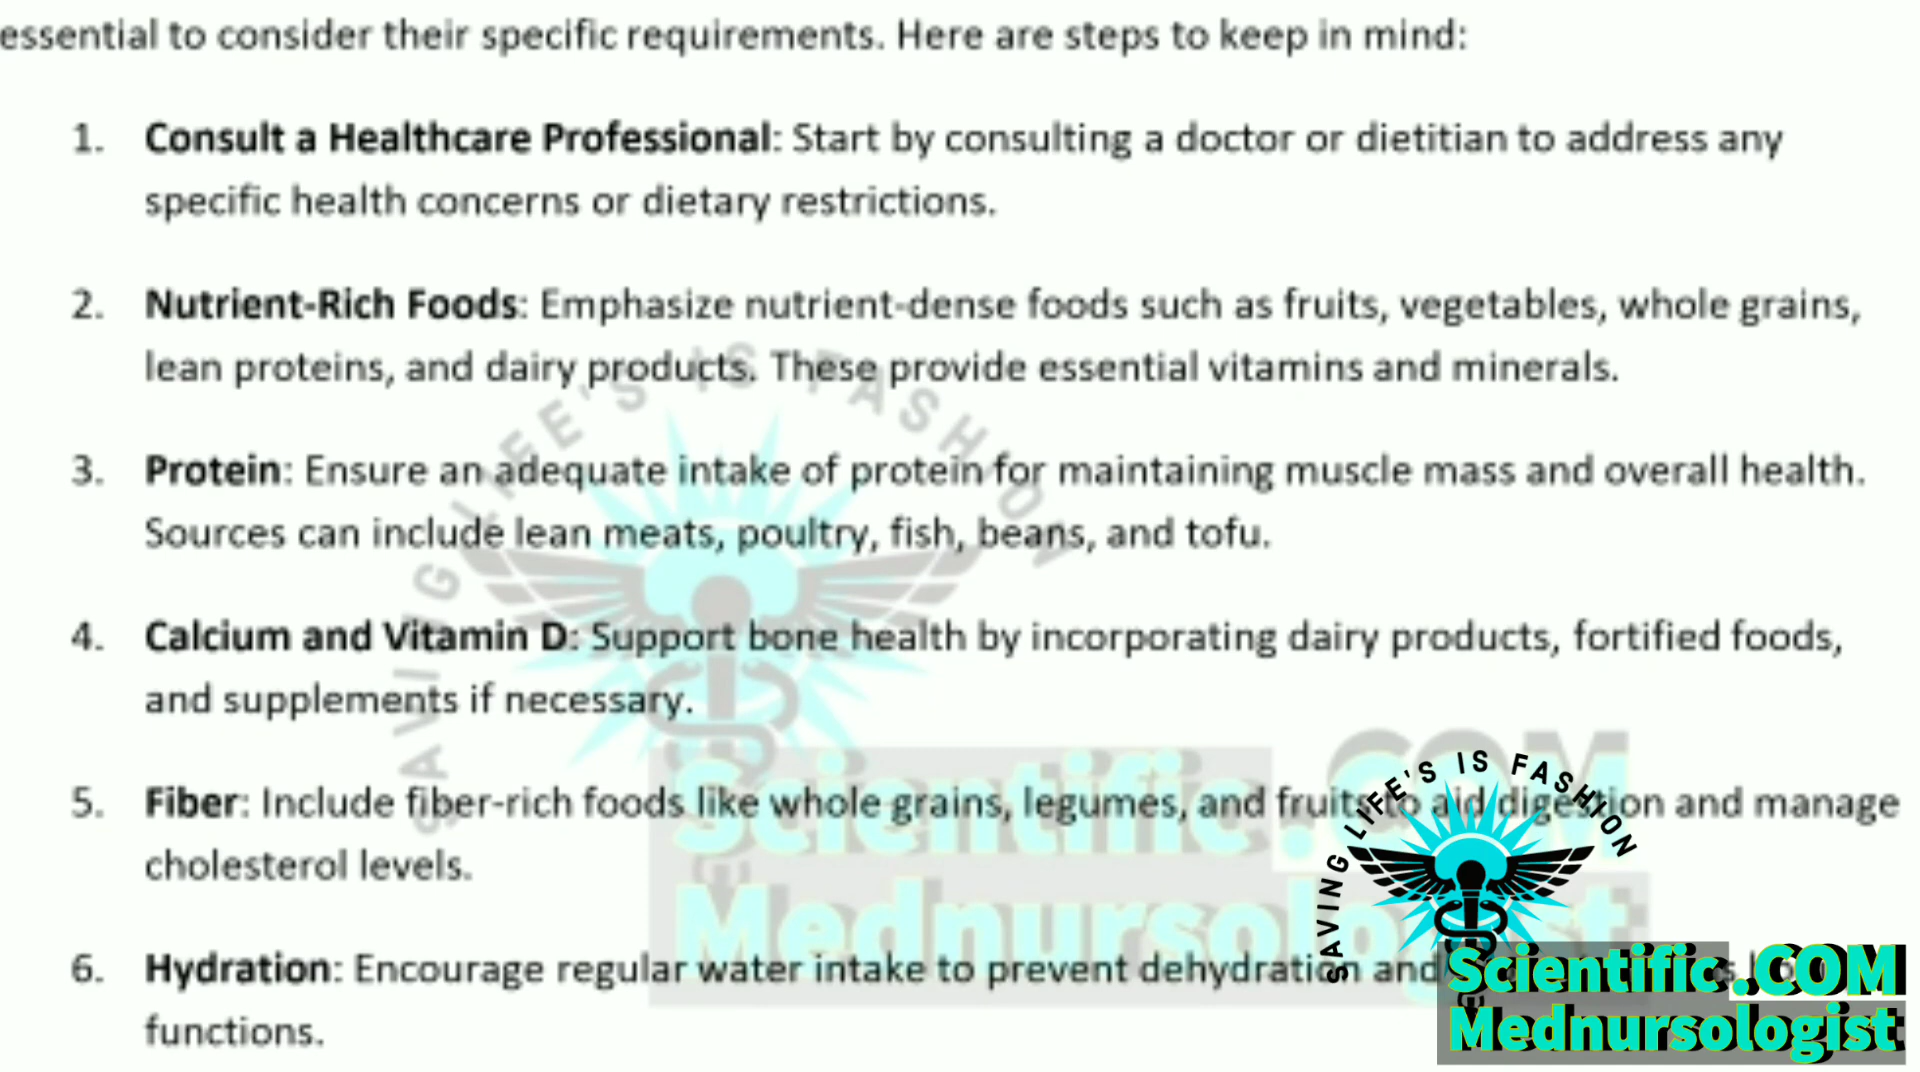 essential to consider their specific requirements. Here are steps to keep in mind:
1. Consult a Healthcare Professional: Start by consulting a doctor or dietitian to address any
specific health concerns or dietary restrictions.
2. Nutrient-Rich Foods: Emphasize nutrient-dense foods such as fruits, vegetables, whole grains,
lean proteins, and dairy products. These provide essential vitamins and minerals.
3. Protein: Ensure an adequate intake of protein for maintaining muscle mass and overall health.
Sources can include lean meats, poultry, fish, beans, and tofu.
4. Calcium and Vitamin D: Support bone health by incorporating dairy products, fortified foods,
and supplements if necessary.
5. Fiber: Include fiber-rich foods like whole grains, legumes, and fruits to aid digestion and manage
cholesterol levels.
6. Hydration: Encourage regular water intake to prevent dehydration and
functions.
SAVING LIFE'S IS FASHION
Scientific .COM
Mednursologist
SAVING LIFE'S IS FASHION
Scientific .COM
Mednursologist